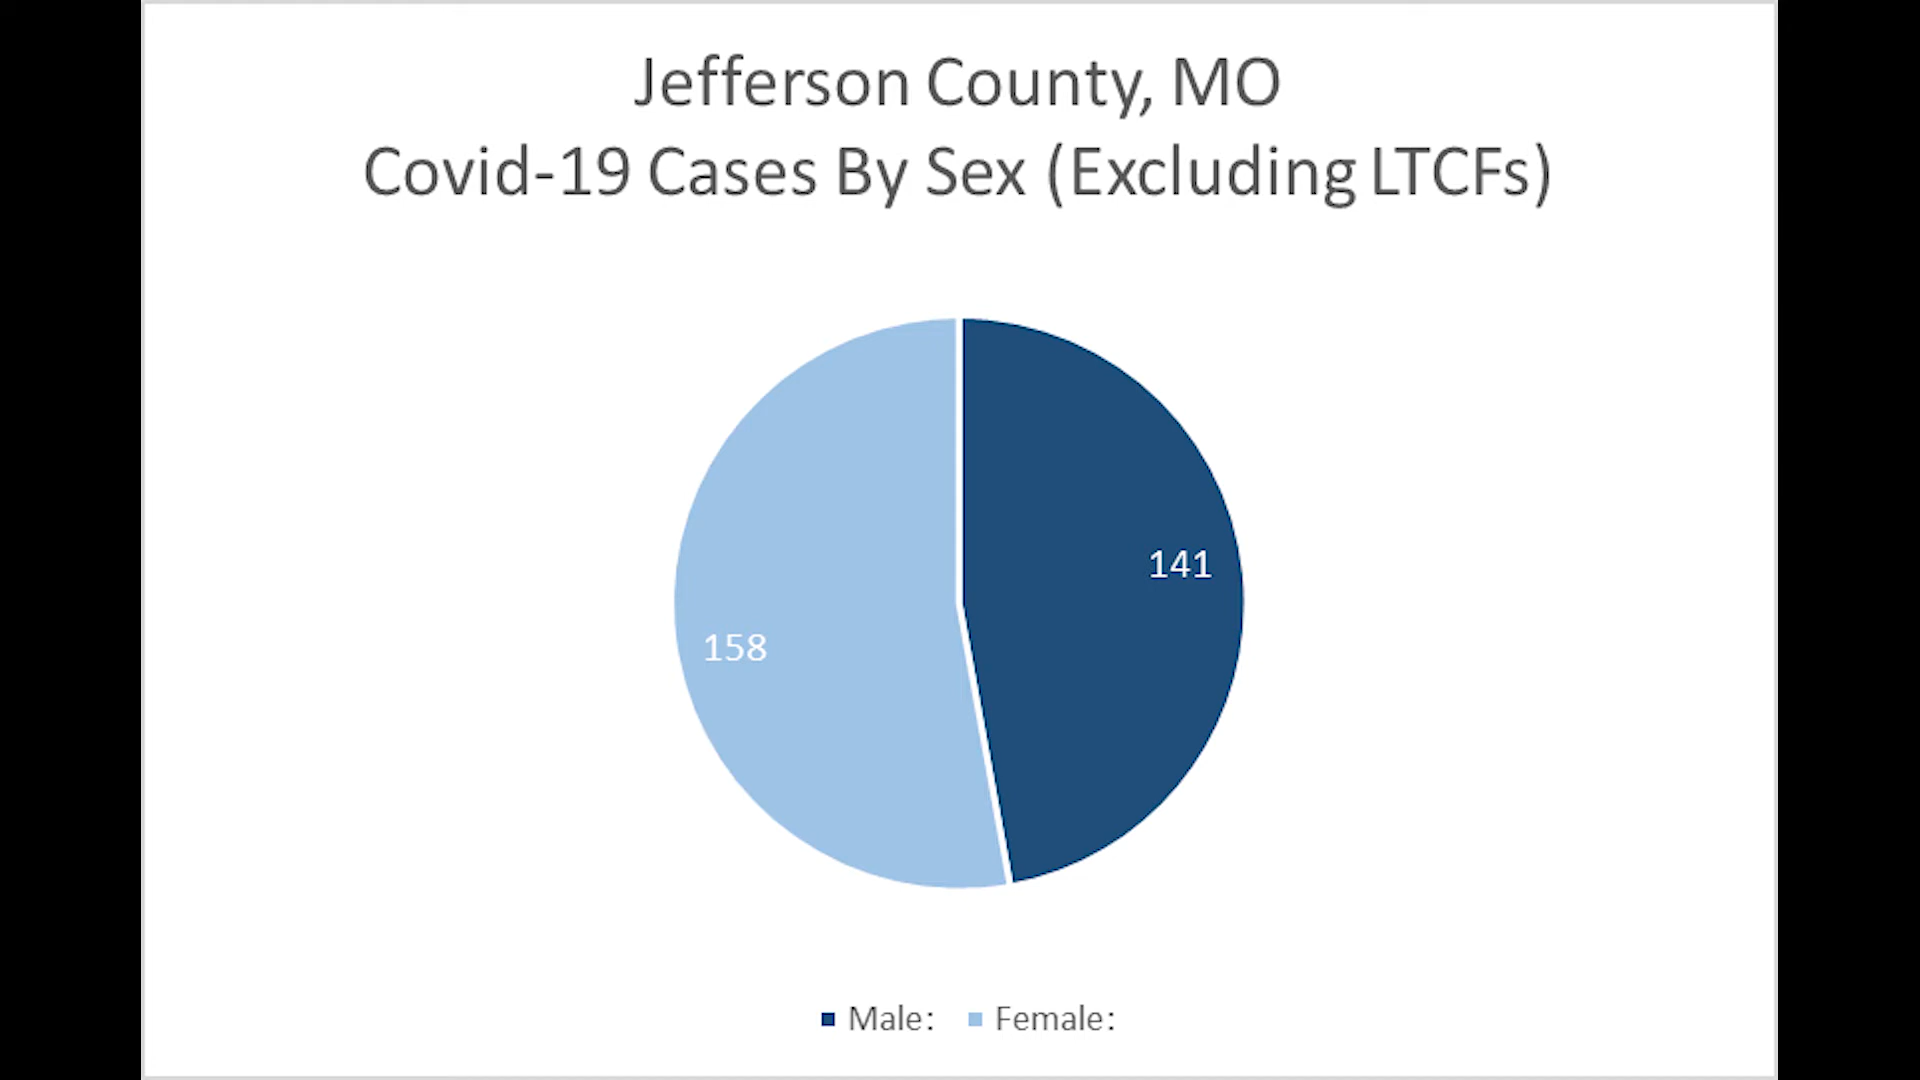 Jefferson County, MO
Covid-19 Cases By Sex (Excluding LTCFs)
141
158
Male: Female: